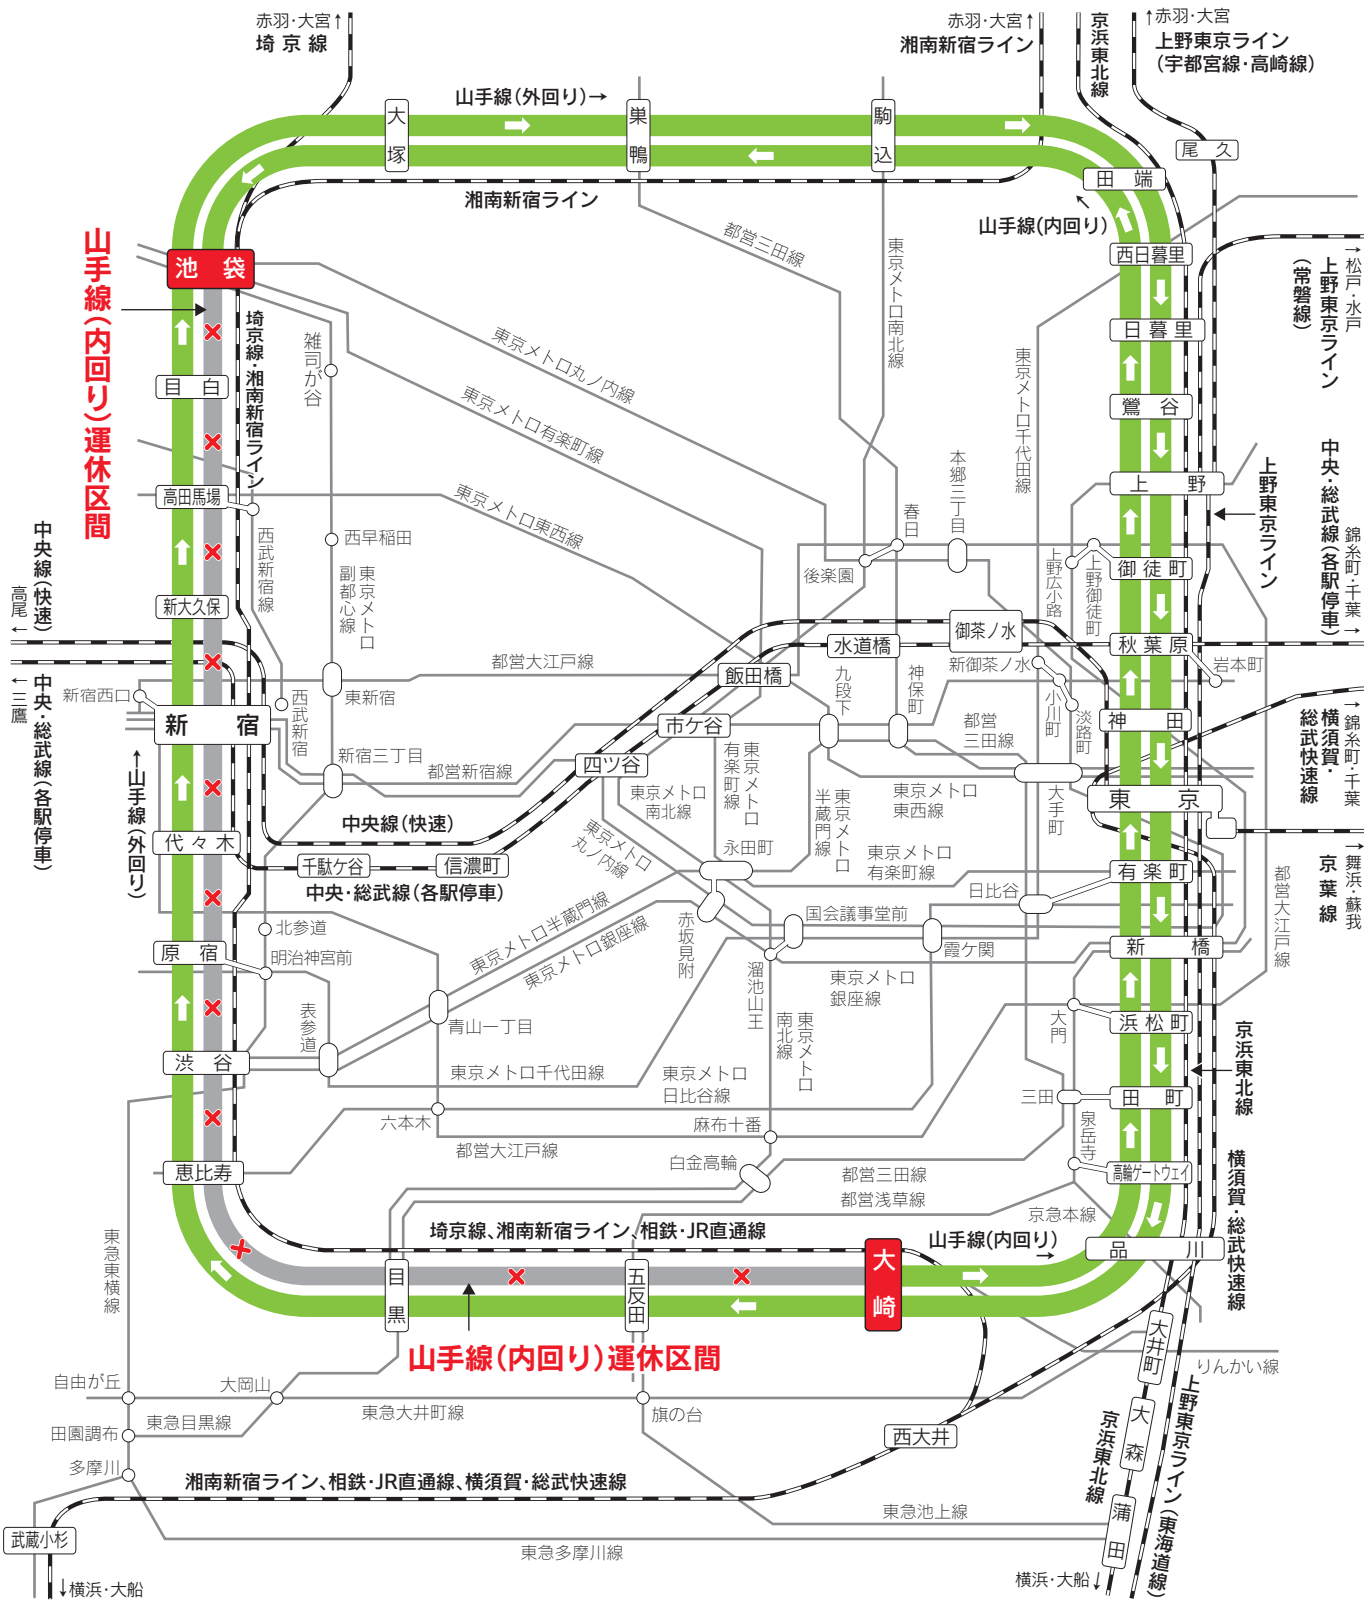 赤羽・大宮↑
埼京線
赤羽・大宮↑
湘南新宿ライン
京浜東北線
↑赤羽・大宮
上野東京ライン
(宇都宮線・高崎線)
山手線(外回り)→
大塚
巣鴨
駒込
尾久
田端
湘南新宿ライン
山手線(内回り)
↑
都営三田線
東京メトロ南北線
西日暮里
山手線(内回り)運休区間
池袋
→松戸・水戸
上野東京ライン
(常磐線)
埼京線・湘南新宿ライン
雑司が谷
東京メトロ丸ノ内線
東京メトロ千代田線
日暮里
目白
東京メトロ有楽町線
鶯谷
中央・総武線(各駅停車)
錦糸町・千葉→
本郷三丁目
上野東京ライン
高田馬場
東京メトロ東西線
上野
春日
西武新宿線
西早稲田
東京メトロ
副都心線
後楽園
上野広小路
上野御徒町
御徒町
中央線(快速)
高尾←
新大久保
御茶ノ水
水道橋
秋葉原
新御茶ノ水
岩本町
都営大江戸線
飯田橋
九段下
神保町
小川町
淡路町
←三鷹
中央・総武線(各駅停車)
新宿西口
西武新宿
東新宿
新宿
市ケ谷
神田
→錦糸町・千葉
横須賀・
総武快速線
←山手線(外回り)
新宿三丁目
都営新宿線
四ツ谷
東京メトロ
有楽町線
都営
三田線
東京メトロ
南北線
東京メトロ
半蔵門線
東京メトロ
東西線
大手町
東京
代々木
中央線(快速)
東京メトロ
丸ノ内線
永田町
東京メトロ
有楽町線
有楽町
→舞浜・蘇我
京葉線
千駄ケ谷
信濃町
中央・総武線(各駅停車)
日比谷
都営大江戸線
東京メトロ半蔵門線
東京メトロ銀座線
赤坂見附
国会議事堂前
霞ケ関
北参道
原宿
明治神宮前
新橋
溜池山王
東京メトロ
銀座線
表参道
青山一丁目
東京メトロ
南北線
大門
浜松町
京浜東北線
渋谷
東京メトロ千代田線
東京メトロ
日比谷線
三田
田町
六本木
麻布十番
泉岳寺
都営大江戸線
恵比寿
白金高輪
都営三田線
高輪ゲートウェイ
横須賀・総武快速線
都営浅草線
京急本線
東急東横線
埼京線、湘南新宿ライン、相鉄・JR直通線
山手線(内回り)
→
品川
目黒
五反田
大崎
山手線(内回り)運休区間
大井町
りんかい線
自由が丘
大岡山
東急目黒線
東急大井町線
旗の台
田園調布
西大井
大森
京浜東北線
上野東京ライン(東海道線)
多摩川
湘南新宿ライン、相鉄・JR直通線、横須賀・総武快速線
東急池上線
蒲田
武蔵小杉
東急多摩川線
↓横浜・大船
横浜・大船↓